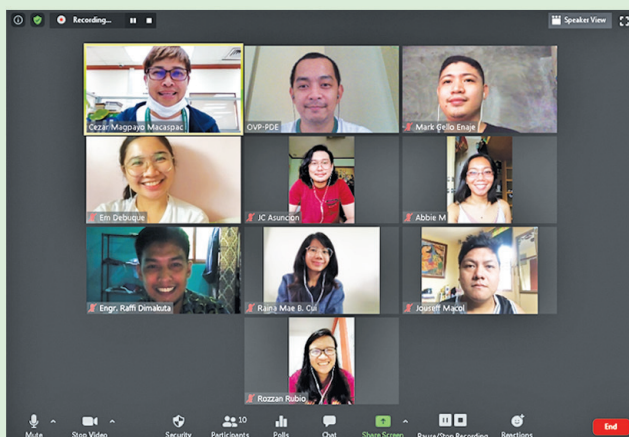 Recording...
Speaker View
Cezar Magpayo Macaspac
OVP-PDE
Mark Gello Enaje
Em Debuque
JC Asuncion
Abbie M
Engr. Raffi Dimakuta
Raina Mae B. Cui
Jouseff Macol
Rozzan Rubio
10
Mute
Stop Video
Security
Participants
Polls
Chat
Share Screen
Pause/Stop Recording
Reactions
End